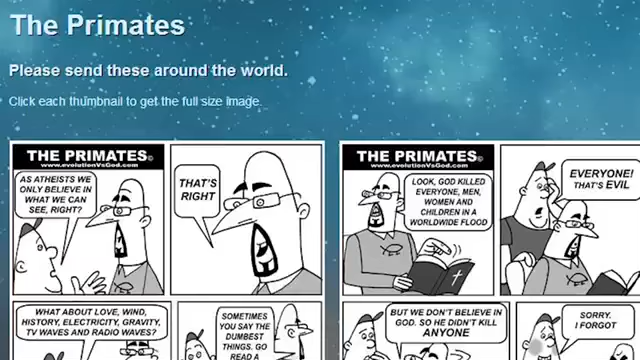 The Primates
Please send these around the world.
Click each thumbnail to get the full size image.
THE PRIMATES©
www.evolutionVsGod.com
AS ATHEISTS WE
ONLY BELIEVE IN
WHAT WE CAN
SEE, RIGHT?
THAT'S
RIGHT
WHAT ABOUT LOVE, WIND,
HISTORY, ELECTRICITY, GRAVITY,
TV WAVES AND RADIO WAVES?
SOMETIMES
YOU SAY THE
DUMBEST
THINGS. GO
READ A
THE PRIMATES©
www.evolutionVsGod.com
LOOK, GOD KILLED
EVERYONE, MEN,
WOMEN AND
CHILDREN IN A
WORLDWIDE FLOOD
EVERYONE!
THAT'S EVIL
BUT WE DON'T BELIEVE IN
GOD. SO HE DIDN'T KILL
ANYONE
SORRY.
I FORGOT